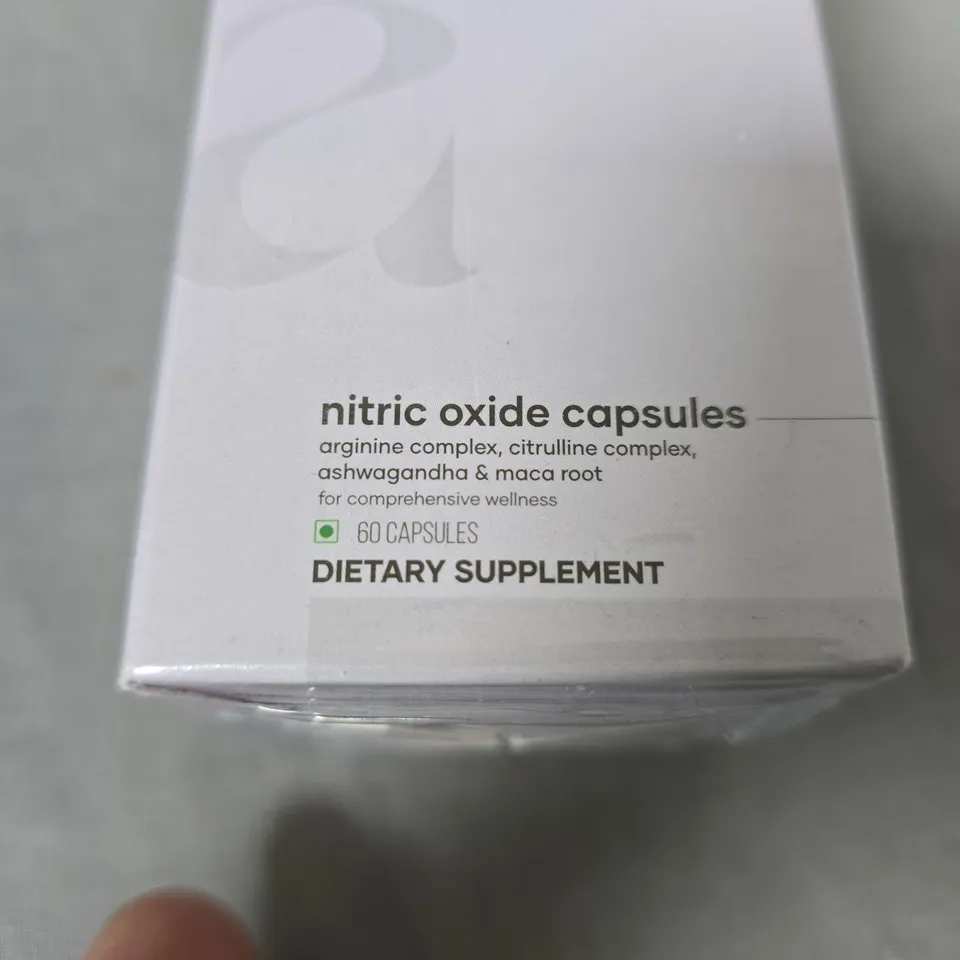 a
nitric oxide capsules
arginine complex, citrulline complex,
ashwagandha & maca root
for comprehensive wellness
60 CAPSULES
DIETARY SUPPLEMENT